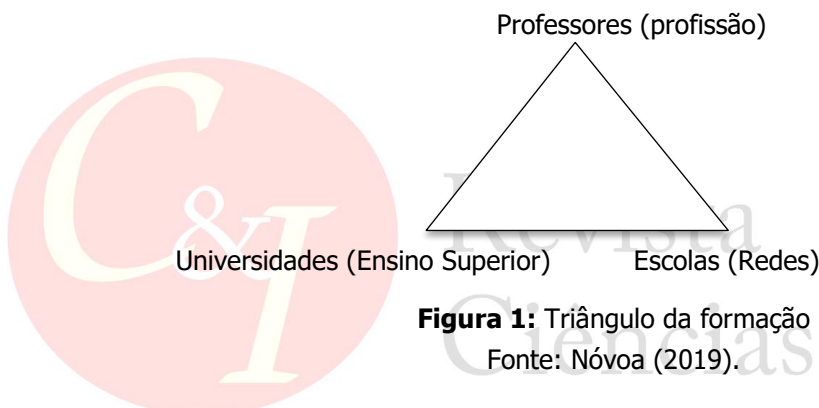 Professores (profissão)
C&I
Revista
Universidades (Ensino Superior) Escolas (Redes)
Figura 1: Triângulo da formação
Ciências
Fonte: Nóvoa (2019).